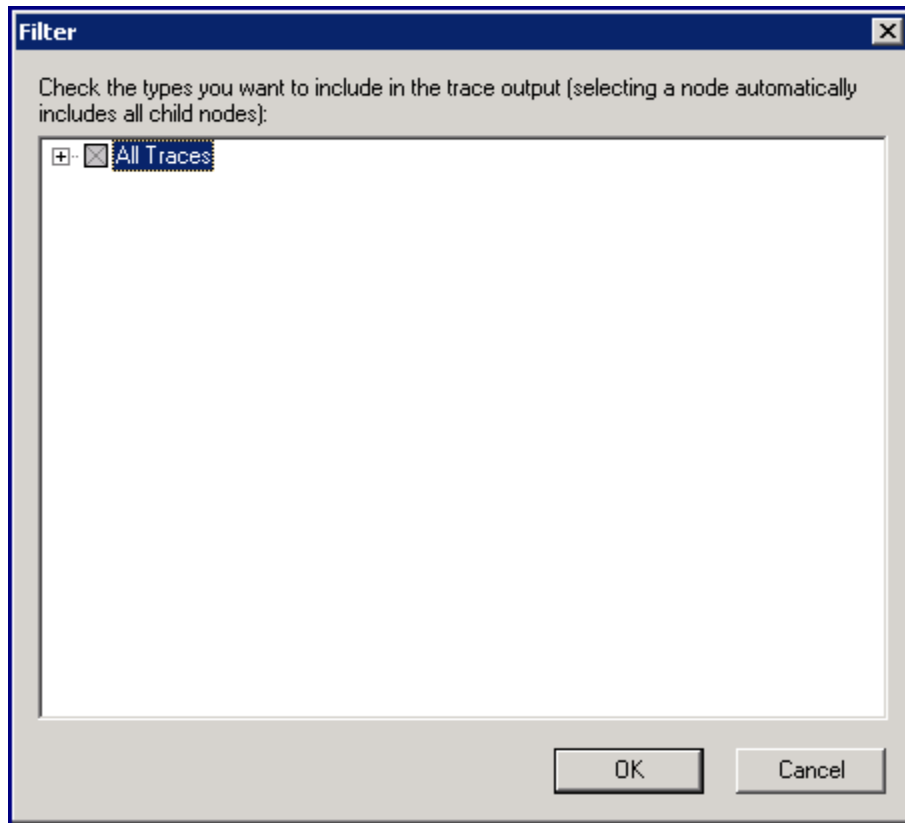 Filter
Check the types you want to include in the trace output (selecting a node automatically
includes all child nodes):
All Traces
OK
Cancel